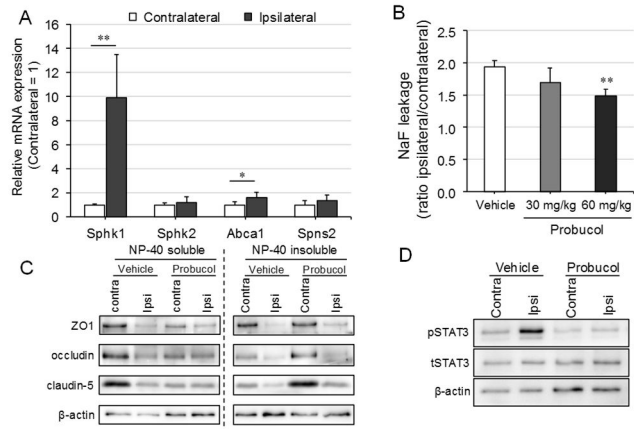 A
Contralateral Ipsilateral
Relative mRNA expression
(Contralateral = 1)
16
14
12
10
8
6
4
2
0
**
*
Sphk1 Sphk2 Abca1 Spns2
B
NaF leakage
(ratio ipsilateral/contralateral)
2.5
2.0
1.5
1.0
0.5
0.0
**
Vehicle 30 mg/kg 60 mg/kg
Probucol
C
NP-40 soluble NP-40 insoluble
Vehicle Probucol Vehicle Probucol
contra Ipsi contra Ipsi contra Ipsi contra Ipsi
ZO1
occludin
claudin-5
β-actin
D
Vehicle Probucol
Contra Ipsi Contra Ipsi
pSTAT3
tSTAT3
β-actin